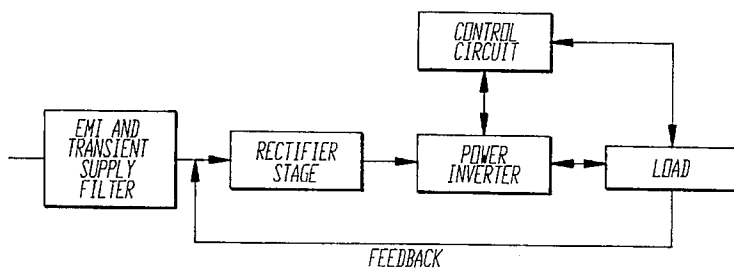 CONTROL
CIRCUIT
EMI AND
TRANSIENT
SUPPLY
FILTER
RECTIFIER
STAGE
POWER
INVERTER
LOAD
FEEDBACK